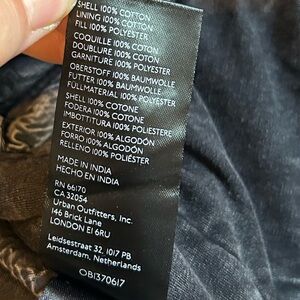 SHELL 100% COTTON
LINING 100% COTTON
FILL 100% POLYESTER
COQUILLE 100% COTON
DOUBLURE 100% COTON
GARNITURE 100% POLYESTER
OBERSTOFF 100% BAUMWOLLE
FUTTER 100% BAUMWOLLE
FÜLLMATERIAL 100% POLYESTER
SHELL 100% COTONE
FODERA 100% COTONE
IMBOTTITURA 100% POLIESTERE
EXTERIOR 100% ALGODÓN
FORRO 100% ALGODÓN
RELLENO 100% POLIÉSTER
MADE IN INDIA
HECHO EN INDIA
RN 66170
CA 32054
Urban Outfitters, Inc.
146 Brick Lane
LONDON E1 6RU
Leidsestraat 32, 1017 PB
Amsterdam, Netherlands
OB1370617